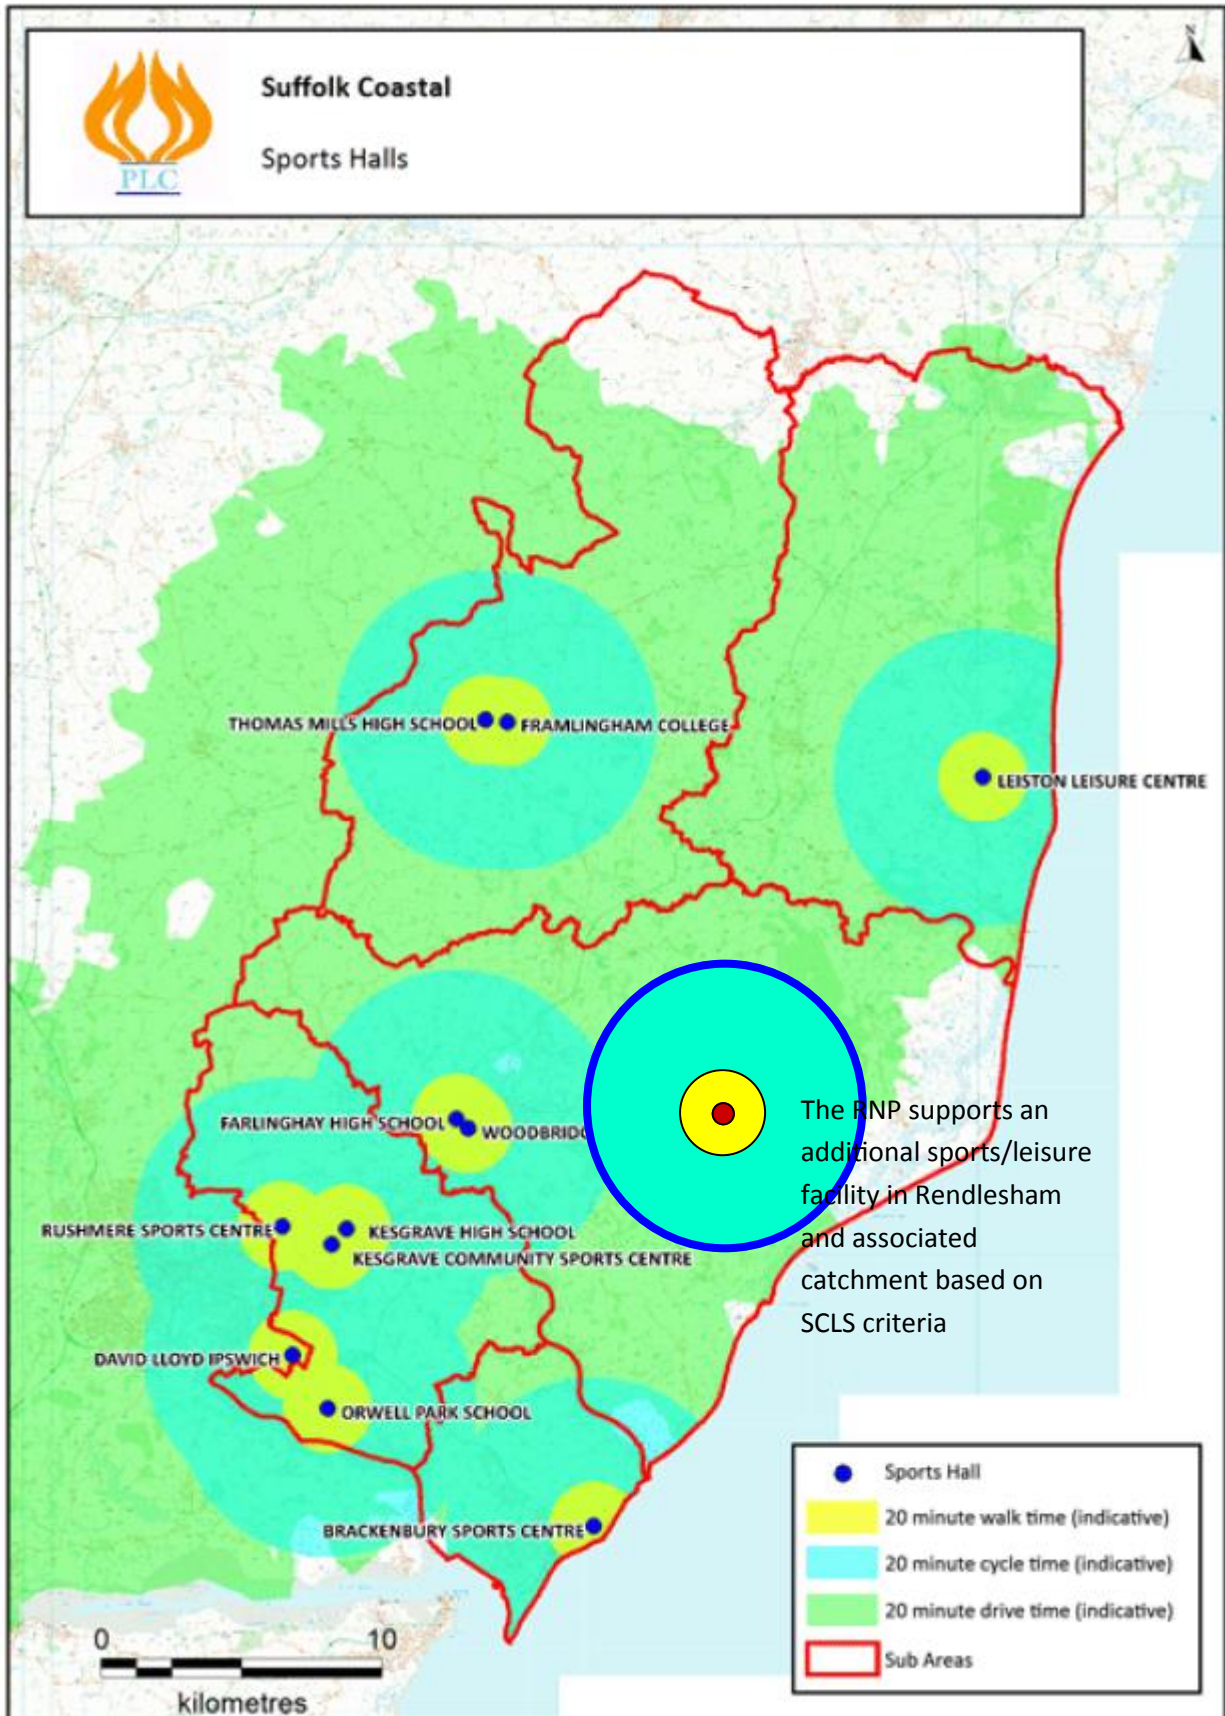 N
Suffolk Coastal
Sports Halls
PLC
THOMAS MILLS HIGH SCHOOL
FRAMLINGHAM COLLEGE
LEISTON LEISURE CENTRE
FARLINGHAY HIGH SCHOOL
WOODBRIDG
The RNP supports an
additional sports/leisure
facility in Rendlesham
and associated
catchment based on
SCLS criteria
RUSHMERE SPORTS CENTRE
KESGRAVE HIGH SCHOOL
KESGRAVE COMMUNITY SPORTS CENTRE
DAVID LLOYD IPSWICH
ORWELL PARK SCHOOL
BRACKENBURY SPORTS CENTRE
Sports Hall
20 minute walk time (indicative)
20 minute cycle time (indicative)
20 minute drive time (indicative)
Sub Areas
0 10
kilometres